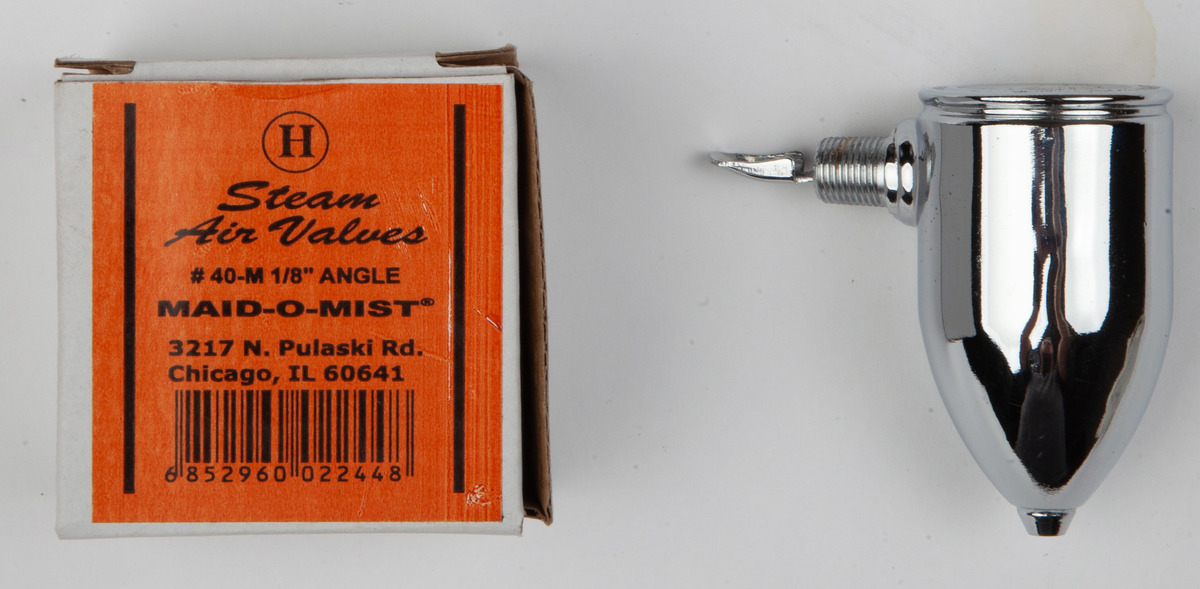 H
Steam
Air Valves
# 40-M 1/8" ANGLE
MAID-O-MIST®
3217 N. Pulaski Rd.
Chicago, IL 60641
6 852960 022448